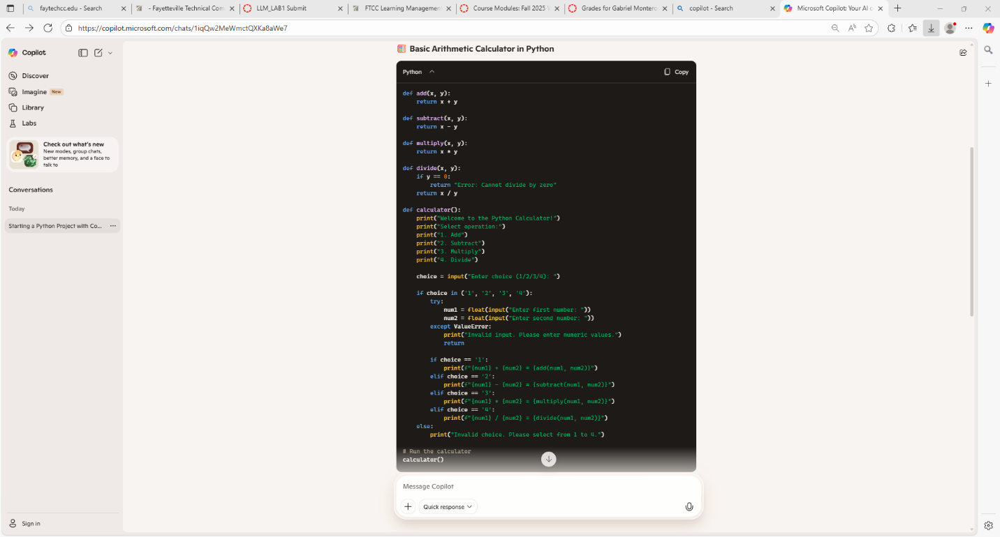 faytechcc.edu - Search
- Fayetteville Technical Com
LLM_LAB1 Submit
FTCC Learning Management
Course Modules: Fall 2025
Grades for Gabriel Montero
copilot - Search
Microsoft Copilot: Your AI c
https://copilot.microsoft.com/chats/1iqQw2MeWmctQXKa8aWe7
Copilot
Discover
Imagine New
Library
Labs
Check out what's new
New modes, group chats,
better memory, and a face to
talk to
Conversations
Today
Starting a Python Project with Co...
Sign in
Basic Arithmetic Calculator in Python
Python
Copy
def add(x, y):
    return x + y
def subtract(x, y):
    return x - y
def multiply(x, y):
    return x * y
def divide(x, y):
    if y == 0:
        return "Error: Cannot divide by zero"
    return x / y
def calculator():
    print("Welcome to the Python Calculator!")
    print("Select operation:")
    print("1. Add")
    print("2. Subtract")
    print("3. Multiply")
    print("4. Divide")
    choice = input("Enter choice (1/2/3/4): ")
    if choice in ('1', '2', '3', '4'):
        try:
            num1 = float(input("Enter first number: "))
            num2 = float(input("Enter second number: "))
        except ValueError:
            print("Invalid input. Please enter numeric values.")
            return
        if choice == '1':
            print(f"{num1} + {num2} = {add(num1, num2)}")
        elif choice == '2':
            print(f"{num1} - {num2} = {subtract(num1, num2)}")
        elif choice == '3':
            print(f"{num1} * {num2} = {multiply(num1, num2)}")
        elif choice == '4':
            print(f"{num1} / {num2} = {divide(num1, num2)}")
    else:
        print("Invalid choice. Please select from 1 to 4.")
# Run the calculator
calculator()
Message Copilot
Quick response